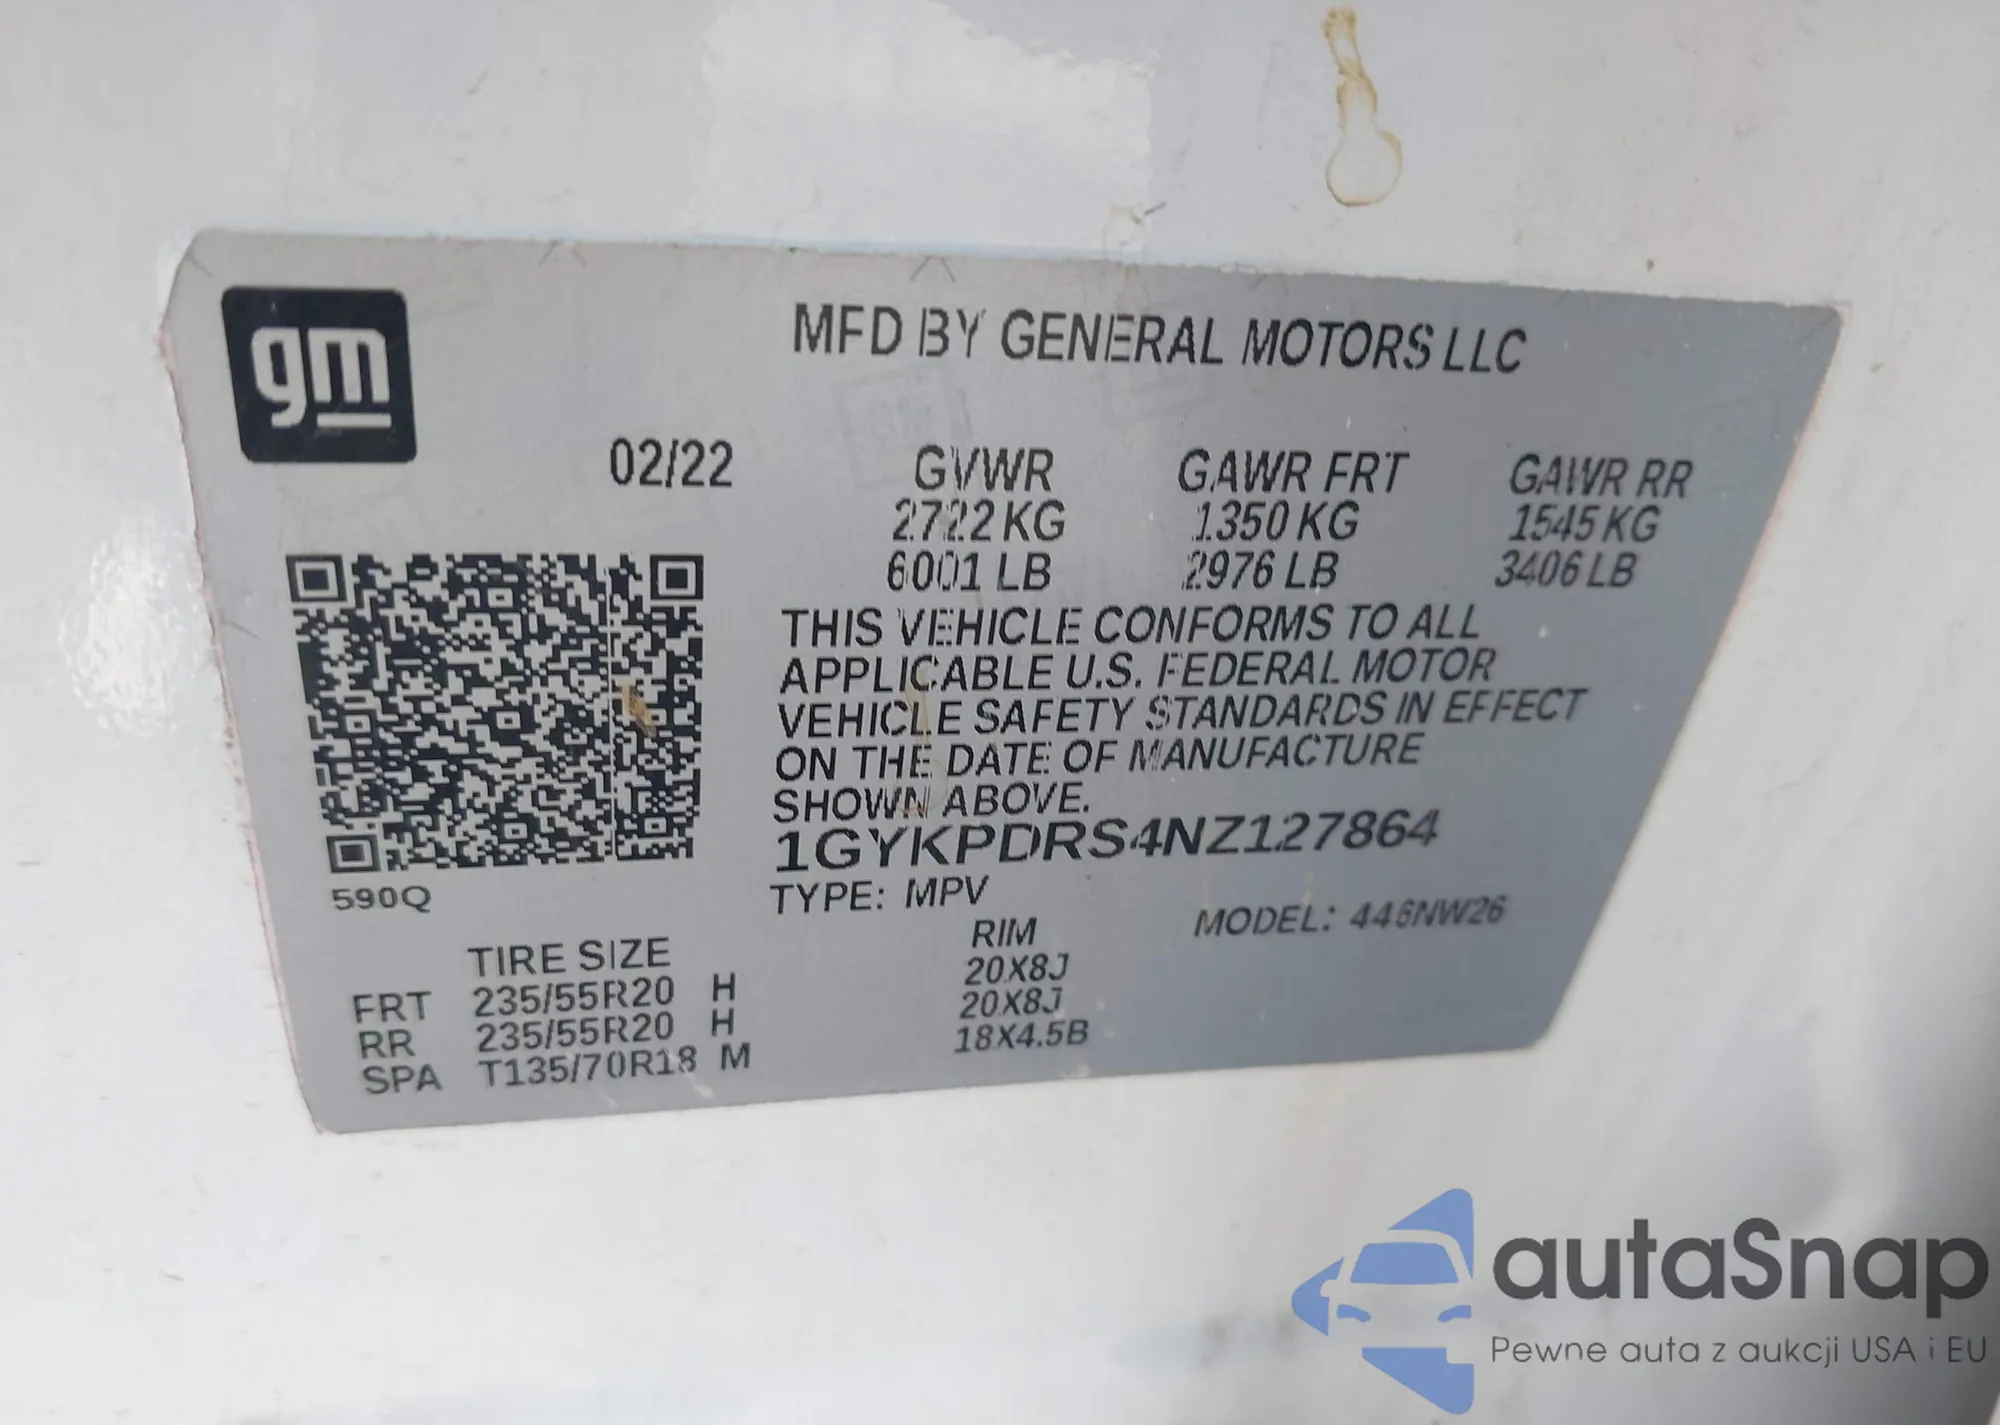 gm
MFD BY GENERAL MOTORS LLC
02/22
GVWR GAWR FRT GAWR RR
2722 KG 1350 KG 1545 KG
6001 LB 2976 LB 3406 LB
THIS VEHICLE CONFORMS TO ALL
APPLICABLE U.S. FEDERAL MOTOR
VEHICLE SAFETY STANDARDS IN EFFECT
ON THE DATE OF MANUFACTURE
SHOWN ABOVE.
1GYKPDRS4NZ127864
590Q
TYPE: MPV MODEL: 446NW26
TIRE SIZE RIM
FRT 235/55R20 H 20X8J
RR 235/55R20 H 20X8J
SPA T135/70R18 M 18X4.5B
autaSnap
Pewne auta z aukcji USA i EU